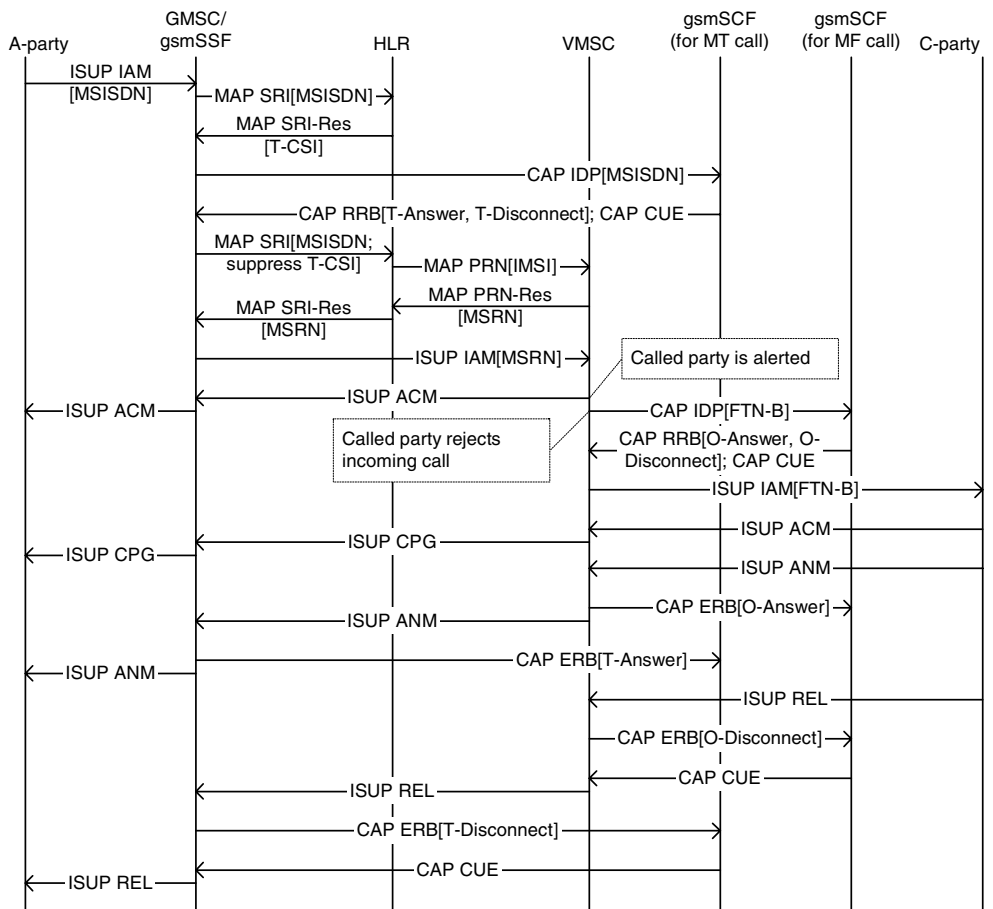 A-party
GMSC/
gsmSSF
HLR
VMSC
gsmSCF
(for MT call)
gsmSCF
(for MF call)
C-party
ISUP IAM
[MSISDN]
MAP SRI[MSISDN]
MAP SRI-Res
[T-CSI]
CAP IDP[MSISDN]
CAP RRB[T-Answer, T-Disconnect]; CAP CUE
MAP SRI[MSISDN;
suppress T-CSI]
MAP PRN[IMSI]
MAP PRN-Res
[MSRN]
MAP SRI-Res
[MSRN]
ISUP IAM[MSRN]
Called party is alerted
ISUP ACM
ISUP ACM
CAP IDP[FTN-B]
Called party rejects
incoming call
CAP RRB[O-Answer, O-
Disconnect]; CAP CUE
ISUP IAM[FTN-B]
ISUP ACM
ISUP CPG
ISUP CPG
ISUP ANM
CAP ERB[O-Answer]
ISUP ANM
CAP ERB[T-Answer]
ISUP ANM
ISUP REL
CAP ERB[O-Disconnect]
CAP CUE
ISUP REL
CAP ERB[T-Disconnect]
CAP CUE
ISUP REL